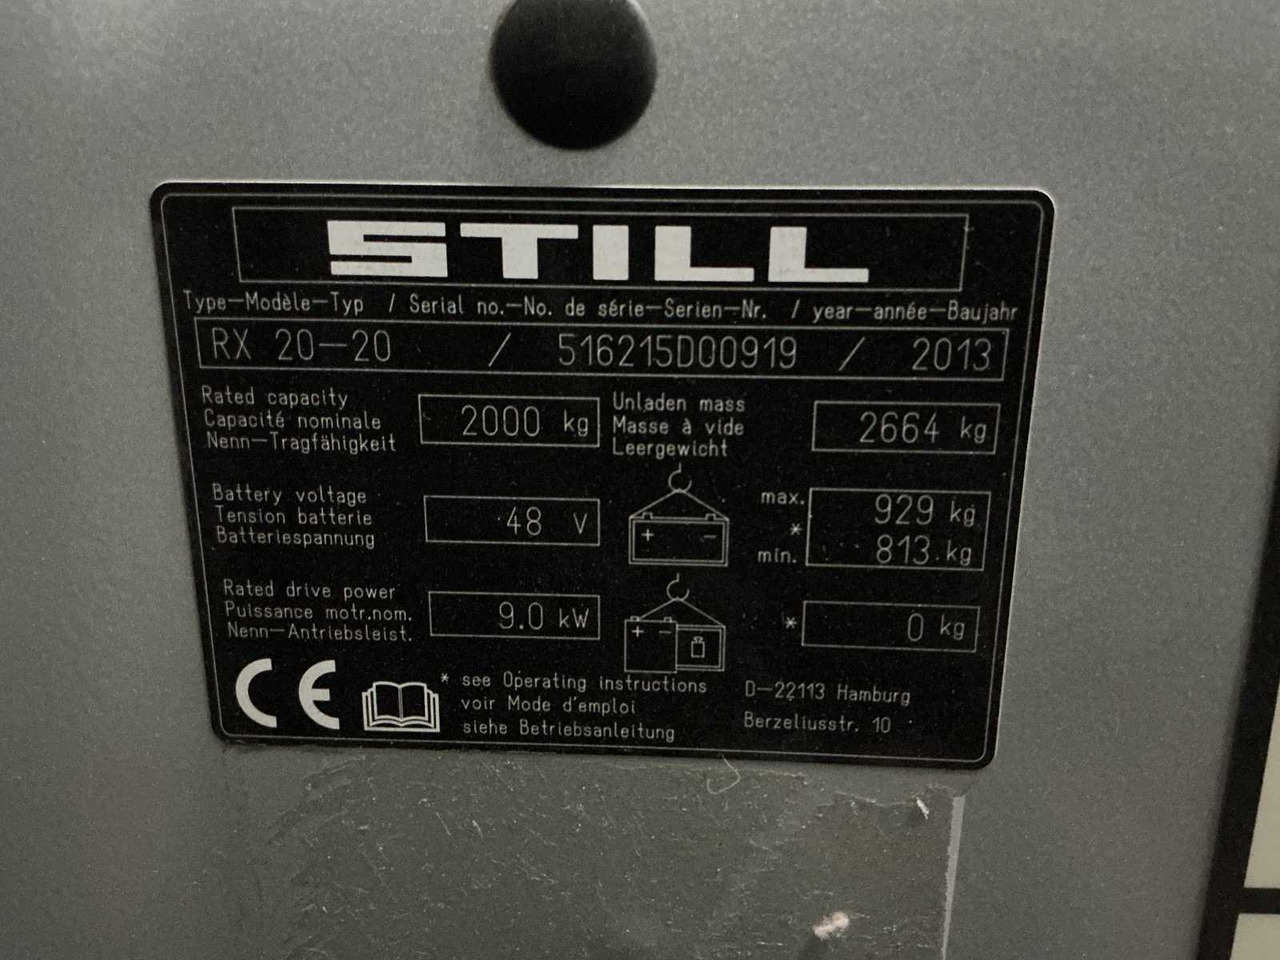 STILL
Type-Modèle-Typ / Serial no.-No. de série-Serien-Nr. / year-année-Baujahr
RX 20-20 / 516215D00919 / 2013
Rated capacity
Capacité nominale
Nenn-Tragfähigkeit
2000 kg
Unladen mass
Masse à vide
Leergewicht
2664 kg
Battery voltage
Tension batterie
Batteriespannung
48 V
+ -
max. 929 kg
*
min. 813 kg
Rated drive power
Puissance motr.nom.
Nenn-Antriebsleist.
9.0 kW
+ -
* 0 kg
CE
* see Operating instructions
voir Mode d'emploi
siehe Betriebsanleitung
D-22113 Hamburg
Berzeliusstr. 10